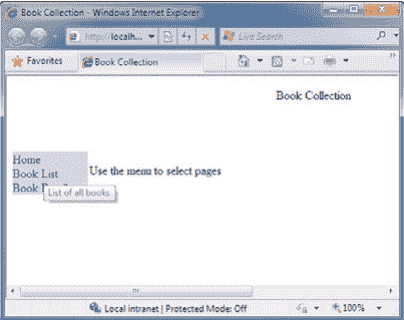 Book Collection - Windows Internet Explorer
http://localh...
Live Search
Favorites
Book Collection
Book Collection
Home
Book List
Use the menu to select pages
Book
List of all books
Local intranet | Protected Mode: Off
100%